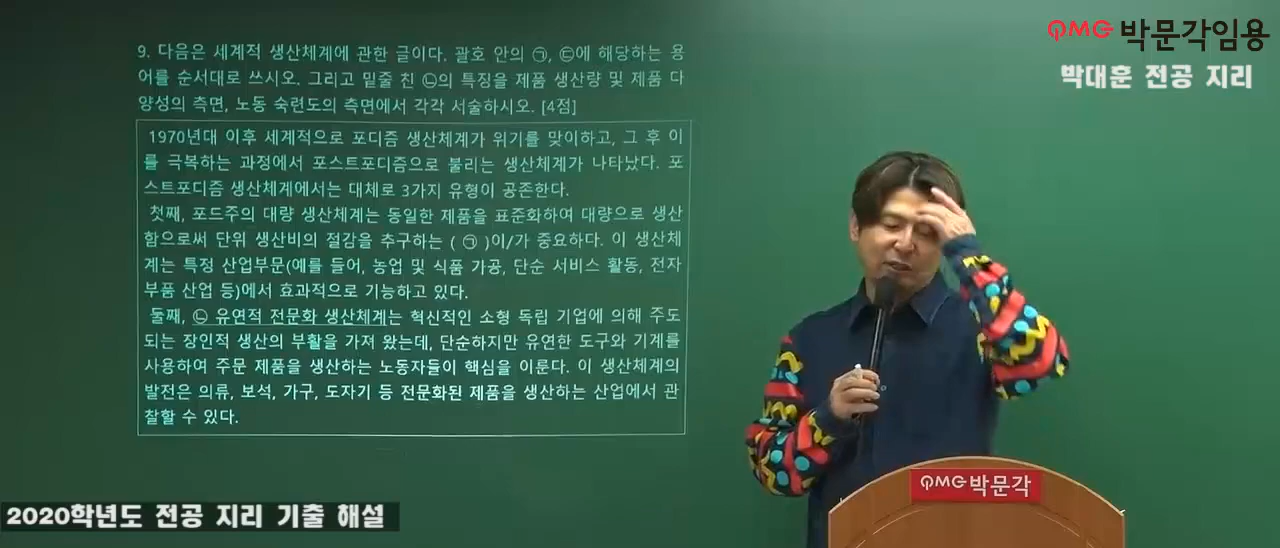 9. 다음은 세계적 생산체계에 관한 글이다. 괄호 안의 ㉠, ㉢에 해당하는 용
어를 순서대로 쓰시오. 그리고 밑줄 친 ㉡의 특징을 제품 생산량 및 제품 다
양성의 측면, 노동 숙련도의 측면에서 각각 서술하시오. [4점]
1970년대 이후 세계적으로 포디즘 생산체계가 위기를 맞이하고, 그 후 이
를 극복하는 과정에서 포스트포디즘으로 불리는 생산체계가 나타났다. 포
스트포디즘 생산체계에서는 대체로 3가지 유형이 공존한다.
첫째, 포드주의 대량 생산체계는 동일한 제품을 표준화하여 대량으로 생산
함으로써 단위 생산비의 절감을 추구하는 ( ㉠ )이/가 중요하다. 이 생산체
계는 특정 산업부문(예를 들어, 농업 및 식품 가공, 단순 서비스 활동, 전자
부품 산업 등)에서 효과적으로 기능하고 있다.
둘째, ㉡ 유연적 전문화 생산체계는 혁신적인 소형 독립 기업에 의해 주도
되는 장인적 생산의 부활을 가져 왔는데, 단순하지만 유연한 도구와 기계를
사용하여 주문 제품을 생산하는 노동자들이 핵심을 이룬다. 이 생산체계의
발전은 의류, 보석, 가구, 도자기 등 전문화된 제품을 생산하는 산업에서 관
찰할 수 있다.
PMG 박문각임용
박대훈 전공 지리
PMG 박문각
2020학년도 전공 지리 기출 해설